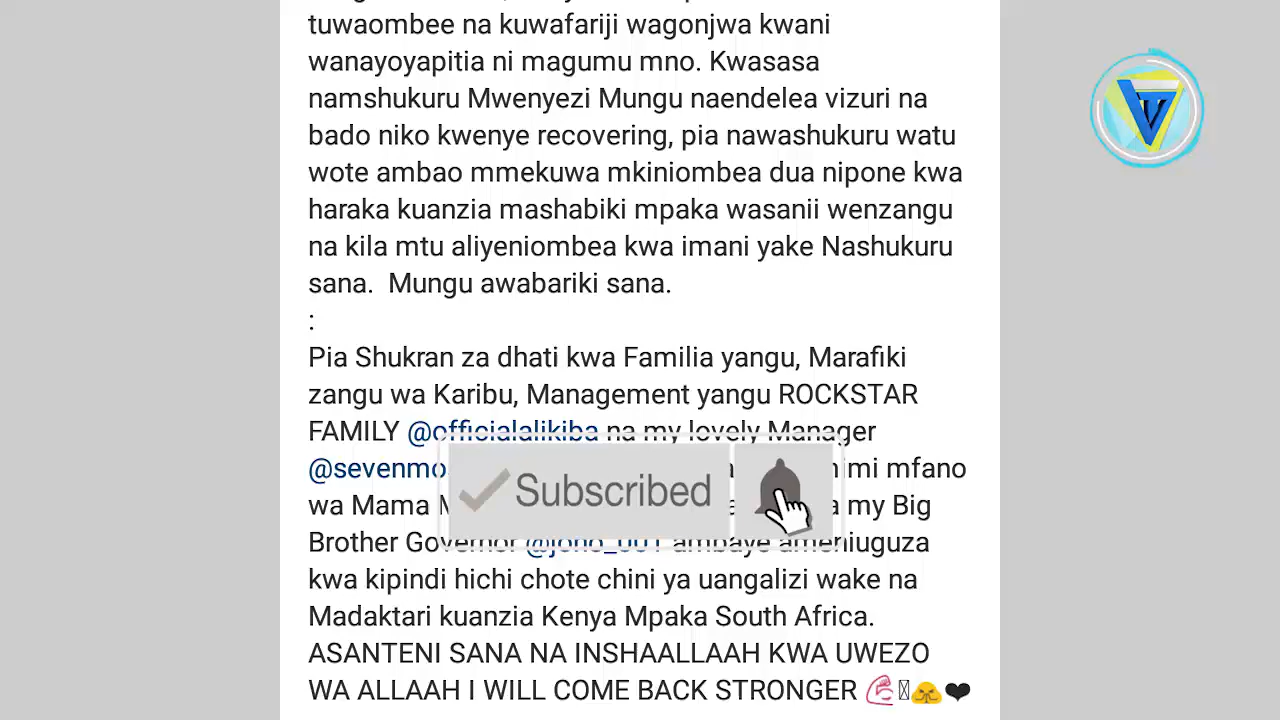 tuwaombee na kuwafariji wagonjwa kwani
wanayoyapitia ni magumu mno. Kwasasa
namshukuru Mwenyezi Mungu naendelea vizuri na
bado niko kwenye recovering, pia nawashukuru watu
wote ambao mmekuwa mkiniombea dua nipone kwa
haraka kuanzia mashabiki mpaka wasanii wenzangu
na kila mtu aliyeniombea kwa imani yake Nashukuru
sana.  Mungu awabariki sana.
:
Pia Shukran za dhati kwa Familia yangu, Marafiki
zangu wa Karibu, Management yangu ROCKSTAR
FAMILY @officialalikiba na my lovely Manager
mfano
wa Mama my Big
Subscribed
Brother Governor @joho_001 ambaye ameniuguza
kwa kipindi hichi chote chini ya uangalizi wake na
Madaktari kuanzia Kenya Mpaka South Africa.
ASANTENI SANA NA INSHAALLAAH KWA UWEZO
WA ALLAAH I WILL COME BACK STRONGER 💪🙏❤